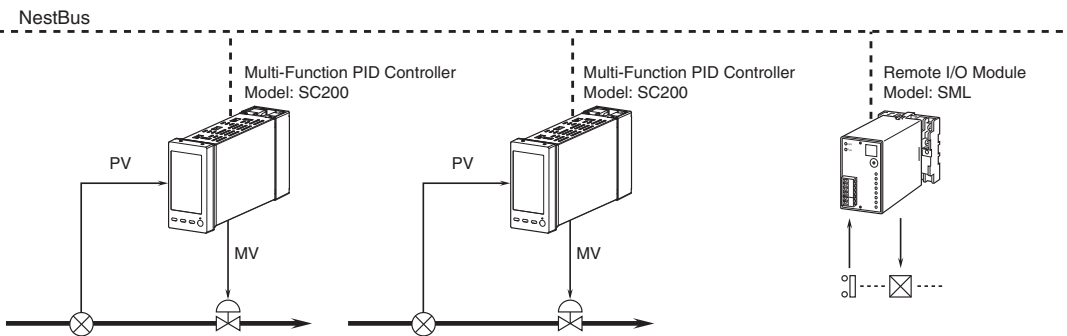 NestBus
Multi-Function PID Controller
Model: SC200
Multi-Function PID Controller
Model: SC200
Remote I/O Module
Model: SML
PV
PV
MV
MV